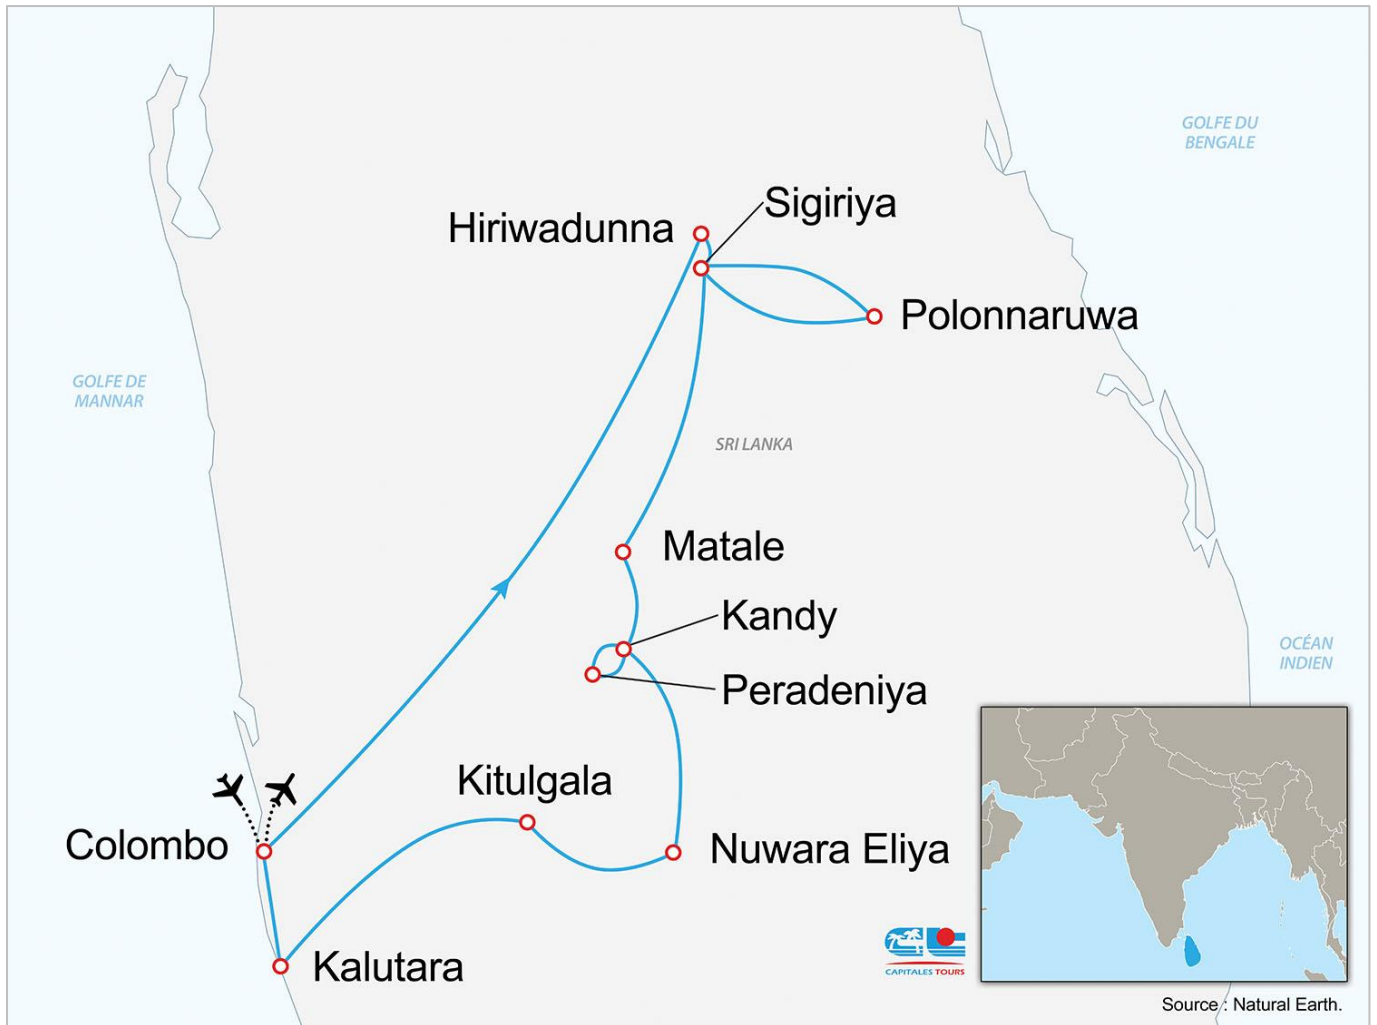 GOLFE DU
BENGALE
Sigiriya
Hiriwadunna
Polonnaruwa
GOLFE DE
MANNAR
SRI LANKA
Matale
Kandy
OCÉAN
INDIEN
Peradeniya
Kitulgala
Colombo
Nuwara Eliya
Kalutara
CAPITALES TOURS
Source : Natural Earth.